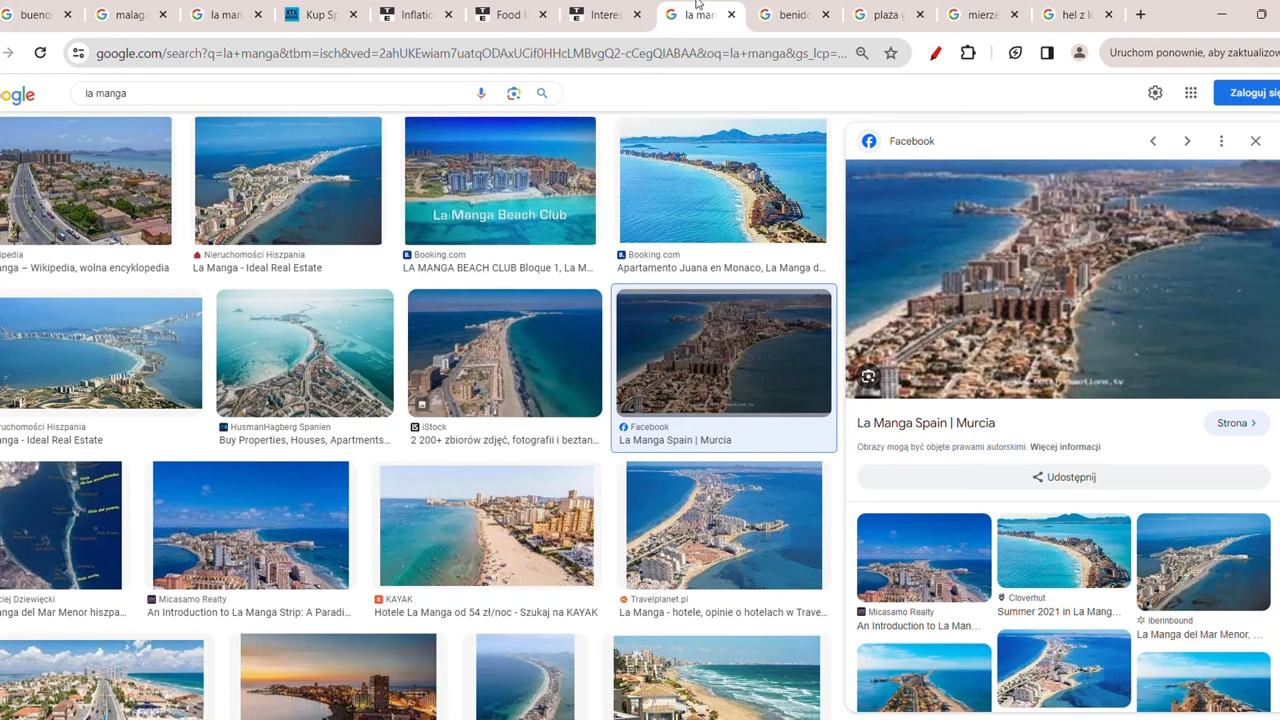 bueno
malaga
la man
Kup Sp
Inflatio
Food I
Interes
la man
benido
plaża g
mierze
hel z l
google.com/search?q=la+manga&tbm=isch&ved=2ahUKEwiam7uatqODAxUCif0HHcLMBvgQ2-cCegQIABAA&oq=la+manga&gs_lcp=...
Uruchom ponownie, aby zaktualizow
ogle
la manga
Zaloguj się
Facebook
La Manga Beach Club
ipedia
anga – Wikipedia, wolna encyklopedia
Nieruchomości Hiszpania
La Manga - Ideal Real Estate
Booking.com
LA MANGA BEACH CLUB Bloque 1, La M...
Booking.com
Apartamento Juana en Monaco, La Manga d...
ruchomości Hiszpania
anga - Ideal Real Estate
HusmanHagberg Spanien
Buy Properties, Houses, Apartments...
iStock
2 200+ zbiorów zdjęć, fotografii i beztan...
Facebook
La Manga Spain | Murcia
La Manga Spain | Murcia
Strona
Obrazy mogą być objęte prawami autorskimi. Więcej informacji
Udostępnij
iej Dziewięcki
anga del Mar Menor hiszpa...
Micasamo Realty
An Introduction to La Manga Strip: A Paradi...
KAYAK
Hotele La Manga od 54 zł/noc - Szukaj na KAYAK
Travelplanet.pl
La Manga - hotele, opinie o hotelach w Trave...
Micasamo Realty
An Introduction to La Man...
Cloverhut
Summer 2021 in La Mang...
iberinbound
La Manga del Mar Menor, ...